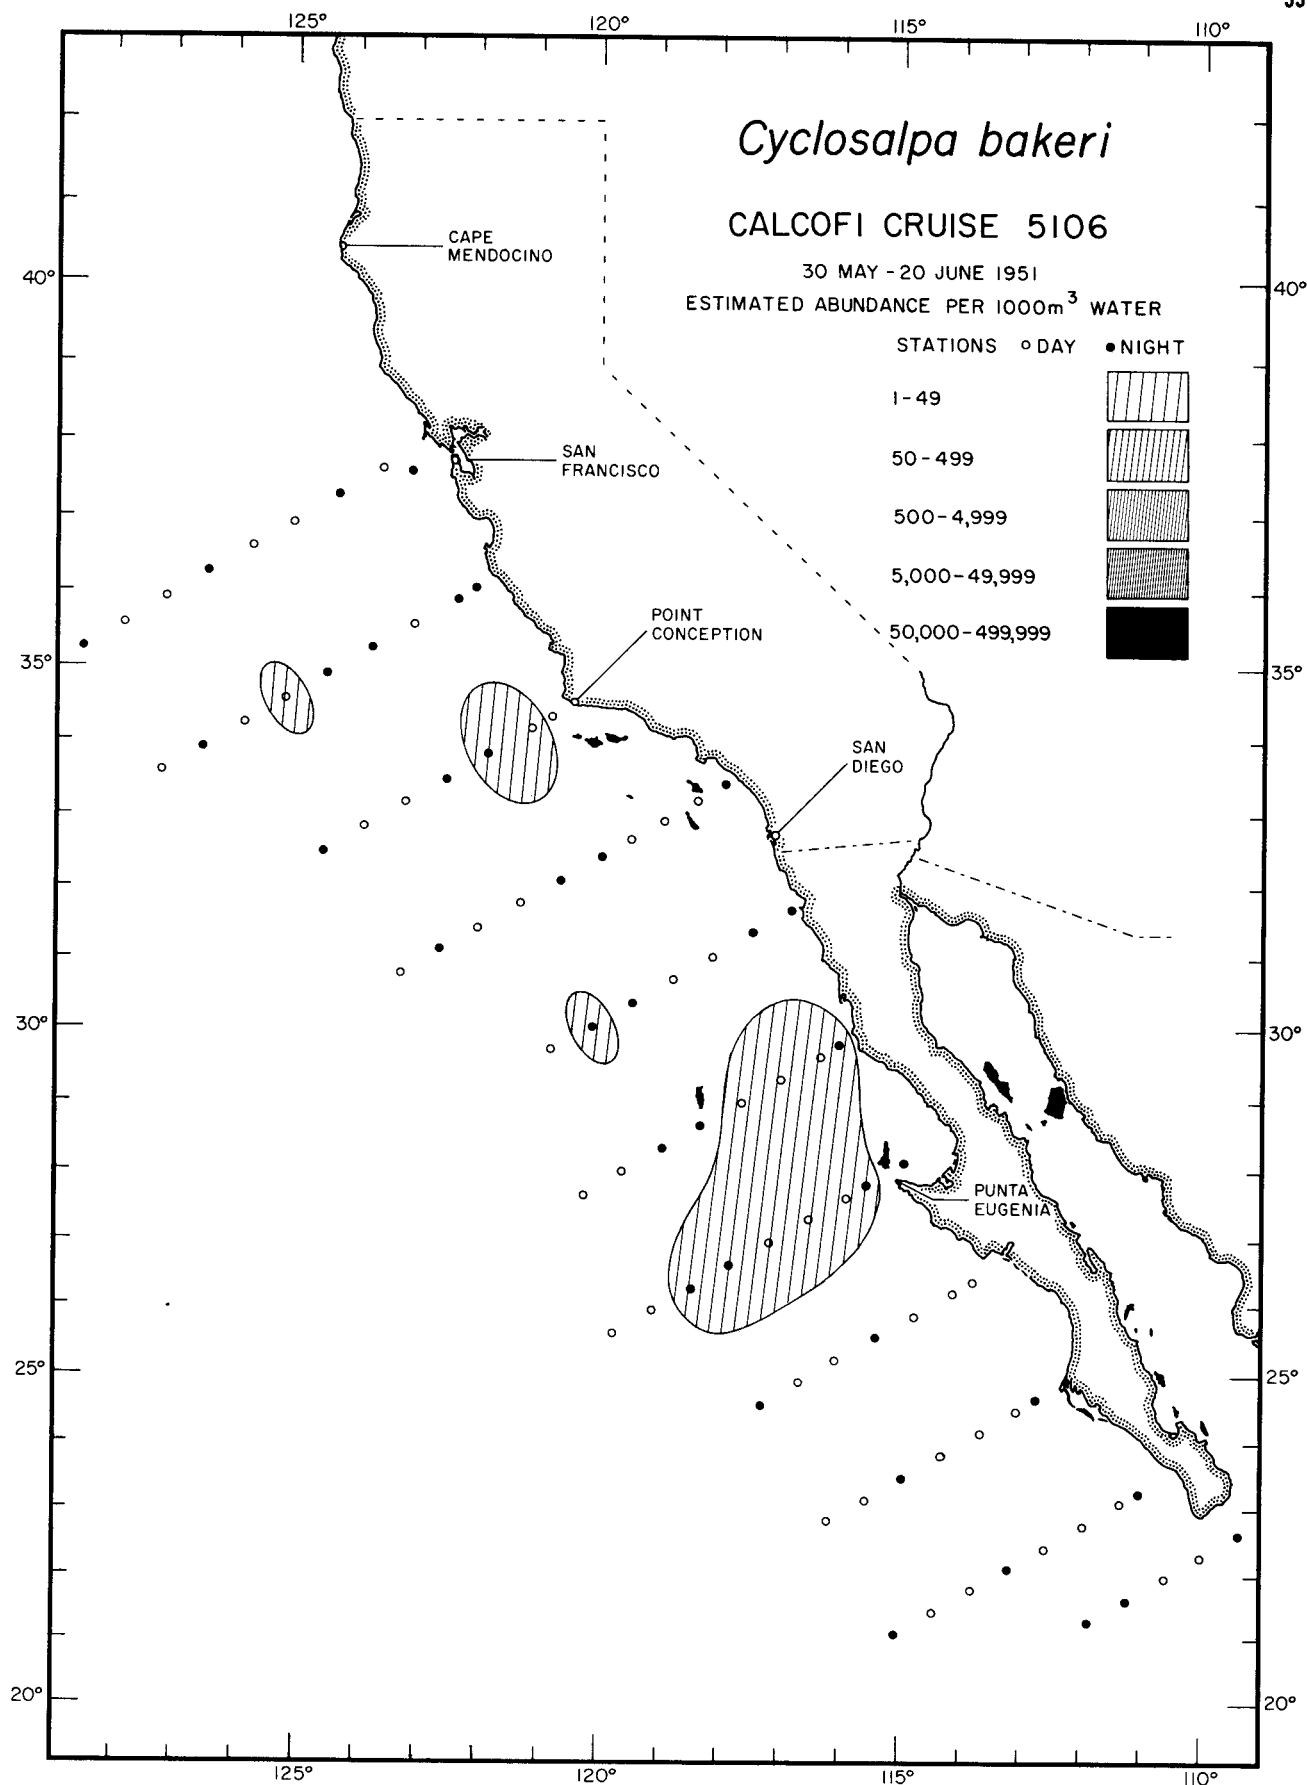 125°
120°
115°
110°
Cyclosalpa bakeri
CALCOFI CRUISE 5106
30 MAY - 20 JUNE 1951
ESTIMATED ABUNDANCE PER 1000m³ WATER
STATIONS ○ DAY ● NIGHT
1-49
50-499
500-4,999
5,000-49,999
50,000-499,999
CAPE
MENDOCINO
40°
40°
SAN
FRANCISCO
POINT
CONCEPTION
35°
35°
SAN
DIEGO
30°
30°
PUNTA
EUGENIA
25°
25°
20°
20°
125°
120°
115°
110°